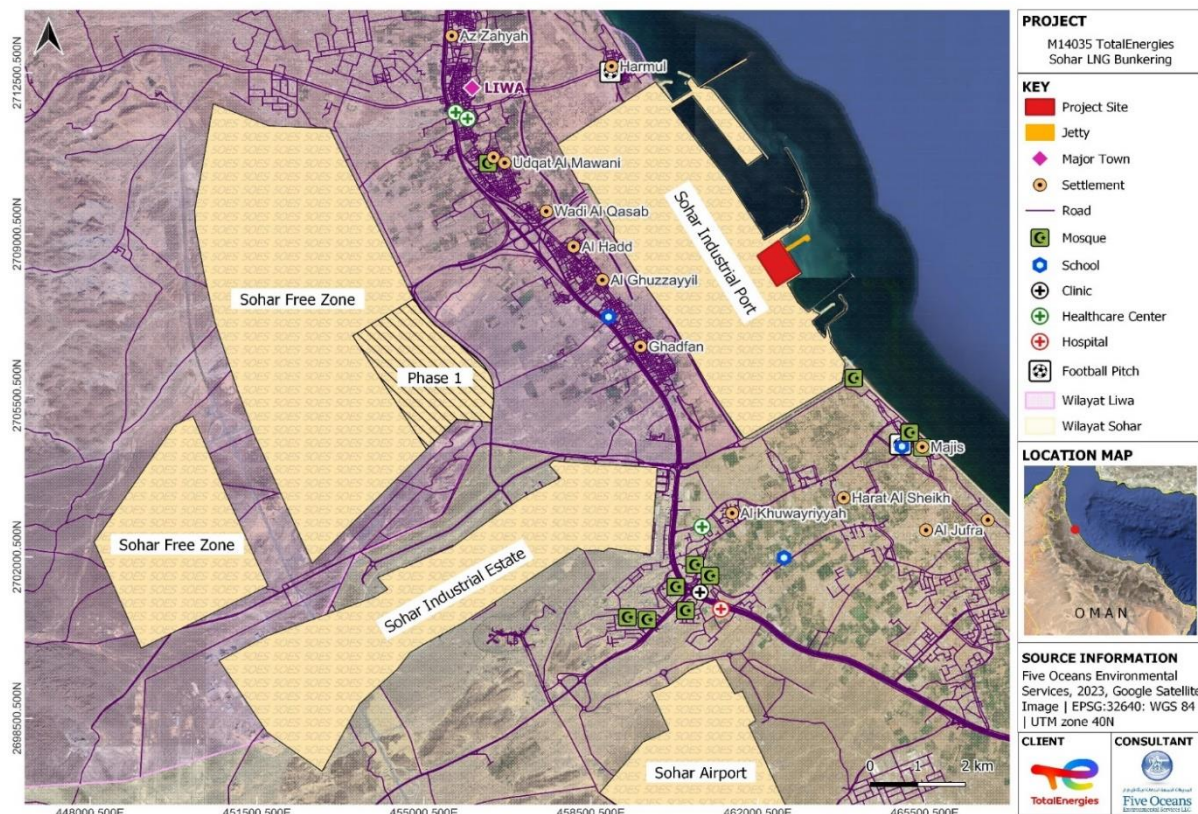 Az Zahyah
Harmul
LIWA
Udqat Al Mawani
Wadi Al Qasab
Al Hadd
Al Ghuzzayyil
Ghadfan
Sohar Industrial Port
Sohar Free Zone
Phase 1
Sohar Free Zone
Sohar Industrial Estate
Majis
Harat Al Sheikh
Al Khuwayriyyah
Al Jufra
Sohar Airport
0 1 2 km
2712500.500N
2709000.500N
2705500.500N
2702000.500N
2698500.500N
448000.500E
451500.500E
455000.500E
458500.500E
462000.500E
465500.500E
PROJECT
M14035 TotalEnergies
Sohar LNG Bunkering
KEY
Project Site
Jetty
Major Town
Settlement
Road
Mosque
School
Clinic
Healthcare Center
Hospital
Football Pitch
Wilayat Liwa
Wilayat Sohar
LOCATION MAP
OMAN
SOURCE INFORMATION
Five Oceans Environmental
Services, 2023, Google Satellite
Image | EPSG:32640: WGS 84
| UTM zone 40N
CLIENT
TotalEnergies
CONSULTANT
Five Oceans
Environmental Services LLC